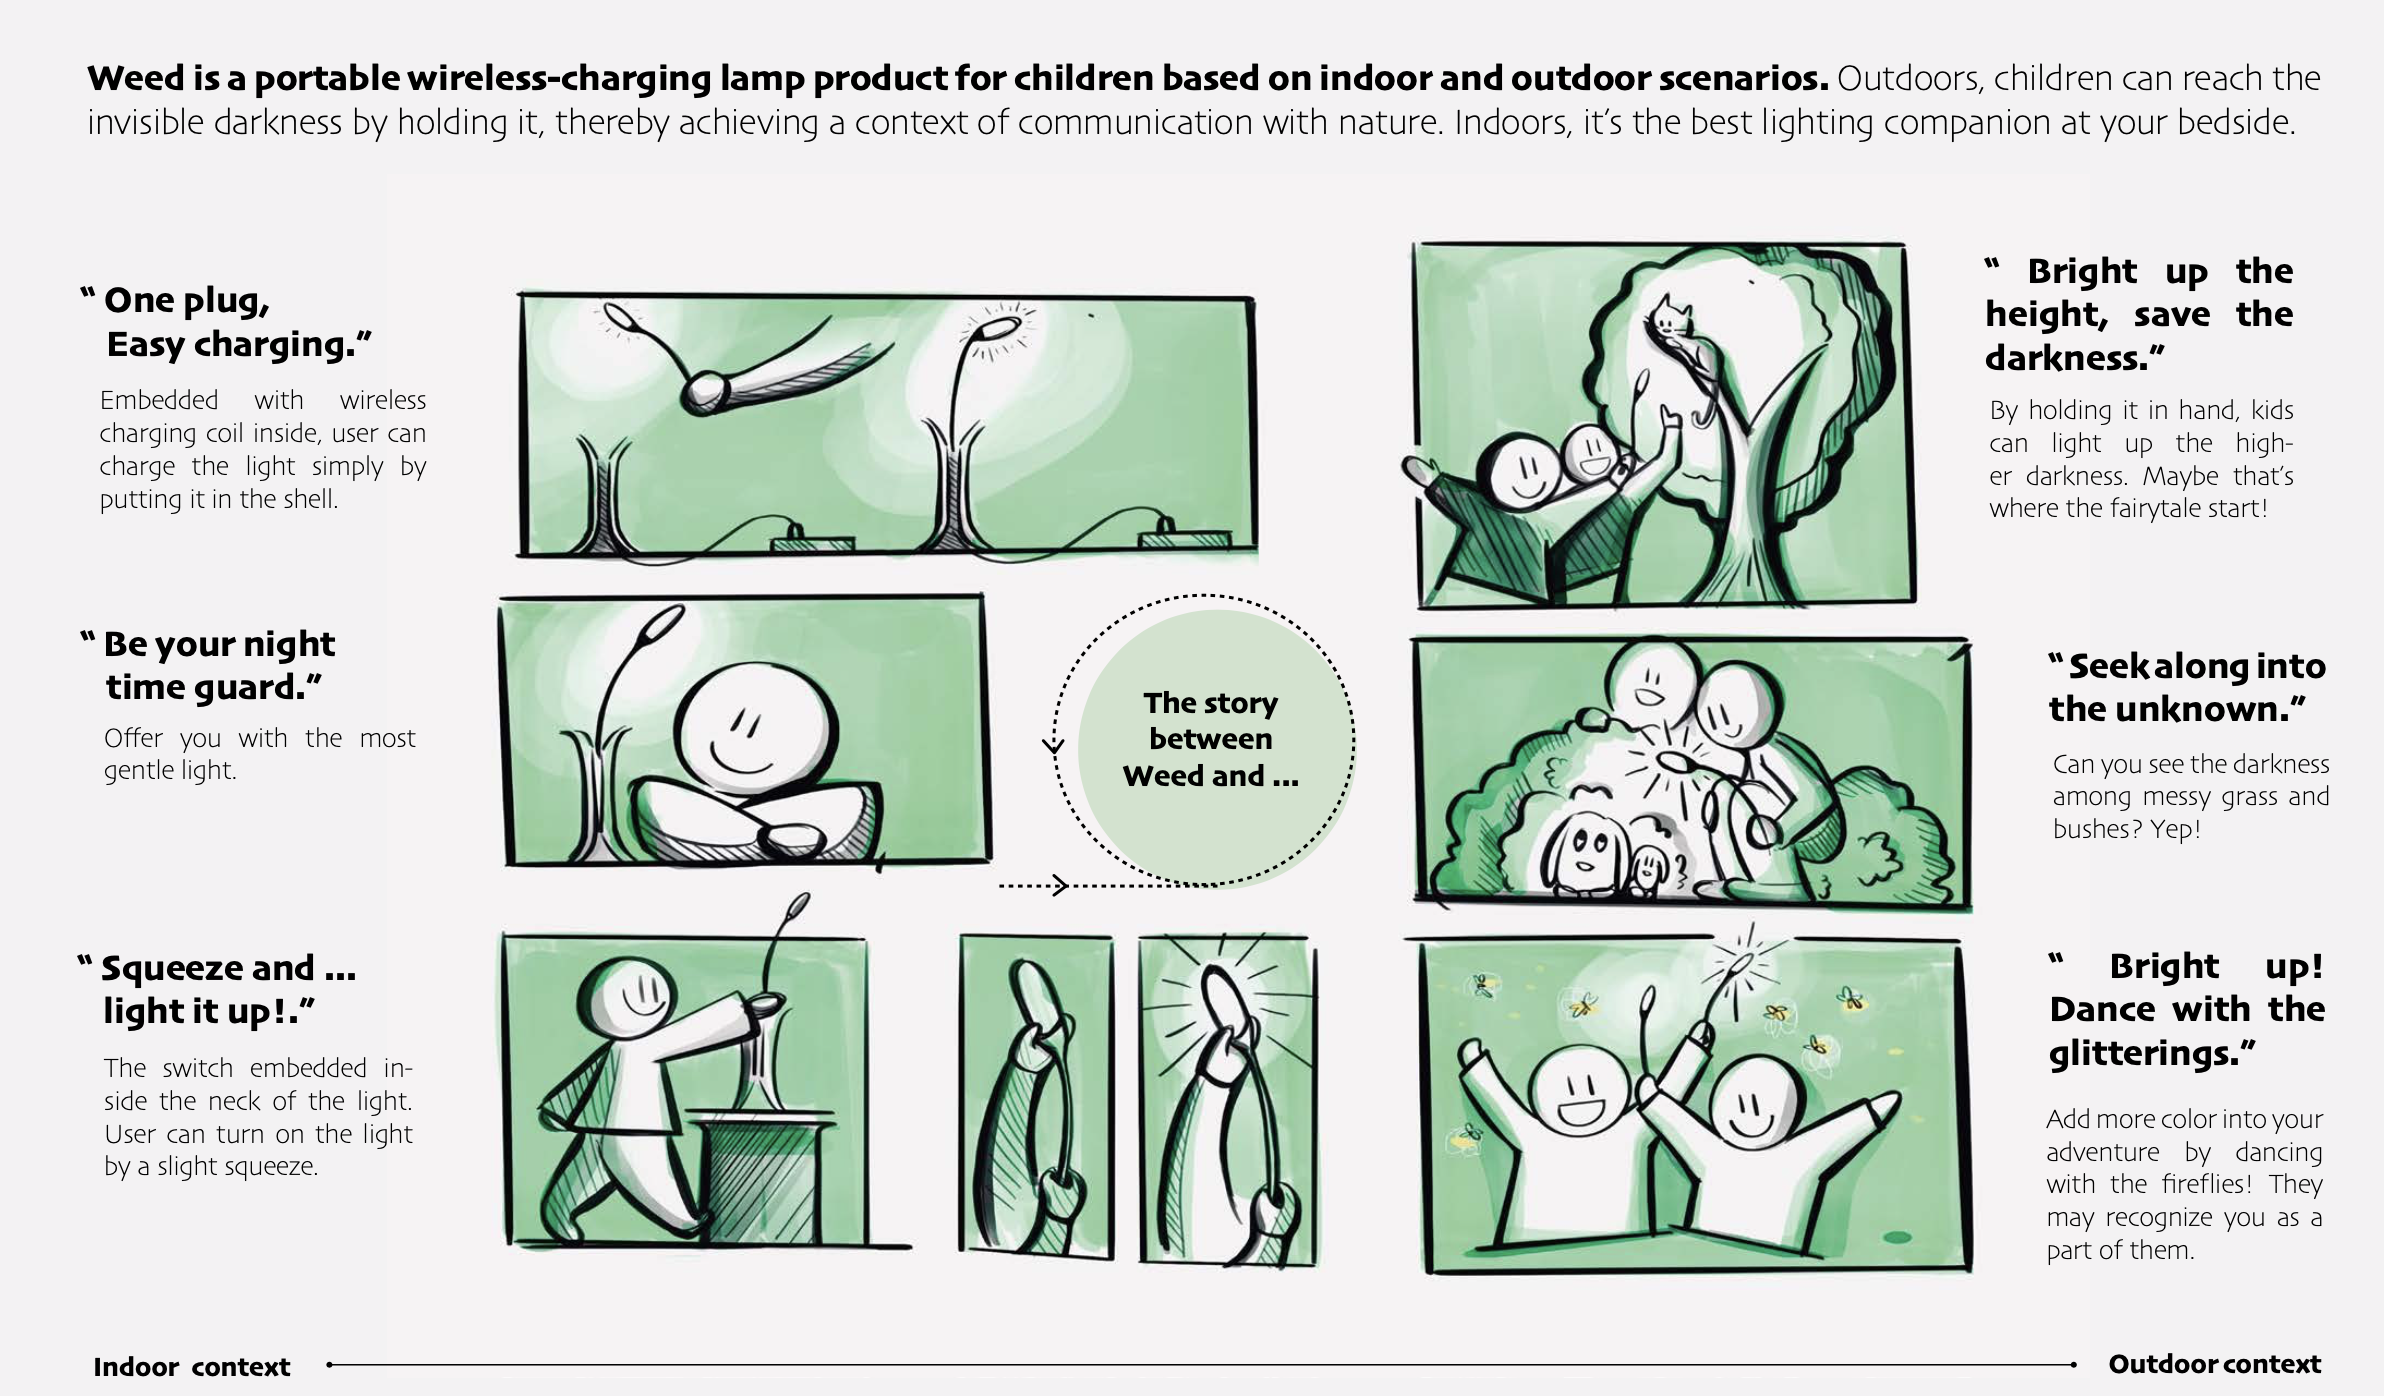 Weed is a portable wireless-charging lamp product for children based on indoor and outdoor scenarios. Outdoors, children can reach the
invisible darkness by holding it, thereby achieving a context of communication with nature. Indoors, it's the best lighting companion at your bedside.
“ One plug,
Easy charging.”
Embedded with wireless
charging coil inside, user can
charge the light simply by
putting it in the shell.
“ Be your night
time guard.”
Offer you with the most
gentle light.
“ Squeeze and ...
light it up!.”
The switch embedded in-
side the neck of the light.
User can turn on the light
by a slight squeeze.
The story
between
Weed and ...
“ Bright up the
height, save the
darkness.”
By holding it in hand, kids
can light up the high-
er darkness. Maybe that's
where the fairytale start!
“ Seek along into
the unknown.”
Can you see the darkness
among messy grass and
bushes? Yep!
“ Bright up!
Dance with the
glitterings.”
Add more color into your
adventure by dancing
with the fireflies! They
may recognize you as a
part of them.
Indoor context
Outdoor context